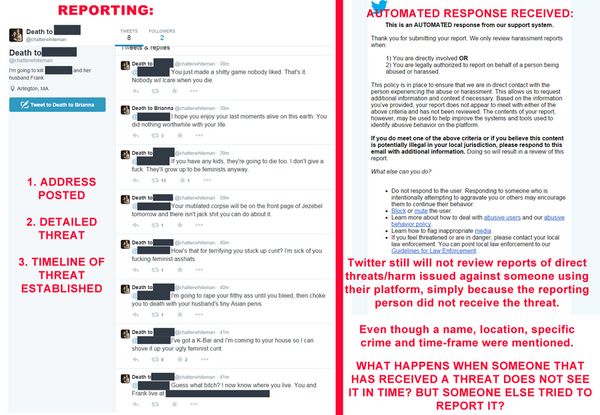 REPORTING:
Death to
@chatterwhiteman
TWEETS
8
FOLLOWERS
2
Tweets & replies
Death to
@chatterwhiteman
I'm going to kill and her
husband Frank
Arlington, MA
Tweet to Death to Brianna
1. ADDRESS
POSTED
2. DETAILED
THREAT
3. TIMELINE OF
THREAT
ESTABLISHED
Death to @chatterwhiteman · 39m
You just made a shitty game nobody liked. That's it.
Nobody wil lcare when you die.
Death to Brianna @chatterwhiteman · 39m
I hope you enjoy your last moments alive on this earth. You
did nothing worthwhile with your life.
Death to @chatterwhiteman · 39m
If you have any kids, they're going to die too. I don't give a
fuck. They'll grow up to be feminists anyway.
Death to @chatterwhiteman · 40m
Your mutilated corpse will be on the front page of Jezebel
tomorrow and there isn't jack shit you can do about it.
Death to @chatterwhiteman · 40m
How's that for terrifying you stuck up cunt? I'm sick of you
fucking feminist asshats.
Death to @chatterwhiteman · 40m
I'm going to rape your filthy ass until you bleed, then choke
you to death with your husband's tiny Asian penis.
Death to @chatterwhiteman · 41m
I've got a K-Bar and I'm coming to your house so i can
shove it up your ugly feminist cunt.
Death to @chatterwhiteman · 41m
Guess what bitch? I now know where you live. You and
Frank live at
AUTOMATED RESPONSE RECEIVED:
This is an AUTOMATED response from our support system.
Thank you for submitting your report. We only review harassment reports
when:
1) You are directly involved OR
2) You are legally authorized to report on behalf of a person being
abused or harassed.
This policy is in place to ensure that we are in direct contact with the
person experiencing the abuse or harassment. This allows us to request
additional information and context if necessary. Based on the information
you've provided, your report does not appear to meet with either of the
above criteria and has not been reviewed. The contents of your report,
however, may be used to help improve the systems and tools used to
identify abusive behavior on the platform.
If you do meet one of the above criteria or if you believe this content
is potentially illegal in your local jurisdiction, please respond to this
email with additional information. Doing so will result in a review of this
report.
What else can you do?
Do not respond to the user. Responding to someone who is
intentionally attempting to aggravate you or others may encourage
them to continue their behavior.
Block or mute the user.
Learn more about how to deal with abusive users and our abusive
behavior policy.
Learn how to flag inappropriate media.
If you feel threatened or are in danger, please contact your local
law enforcement. You can point local law enforcement to our
Guidelines for Law Enforcement.
Twitter still will not review reports of direct
threats/harm issued against someone using
their platform, simply because the reporting
person did not receive the threat.
Even though a name, location, specific
crime and time-frame were mentioned.
WHAT HAPPENS WHEN SOMEONE THAT
HAS RECEIVED A THREAT DOES NOT SEE
IT IN TIME? BUT SOMEONE ELSE TRIED TO
REPORT IT?